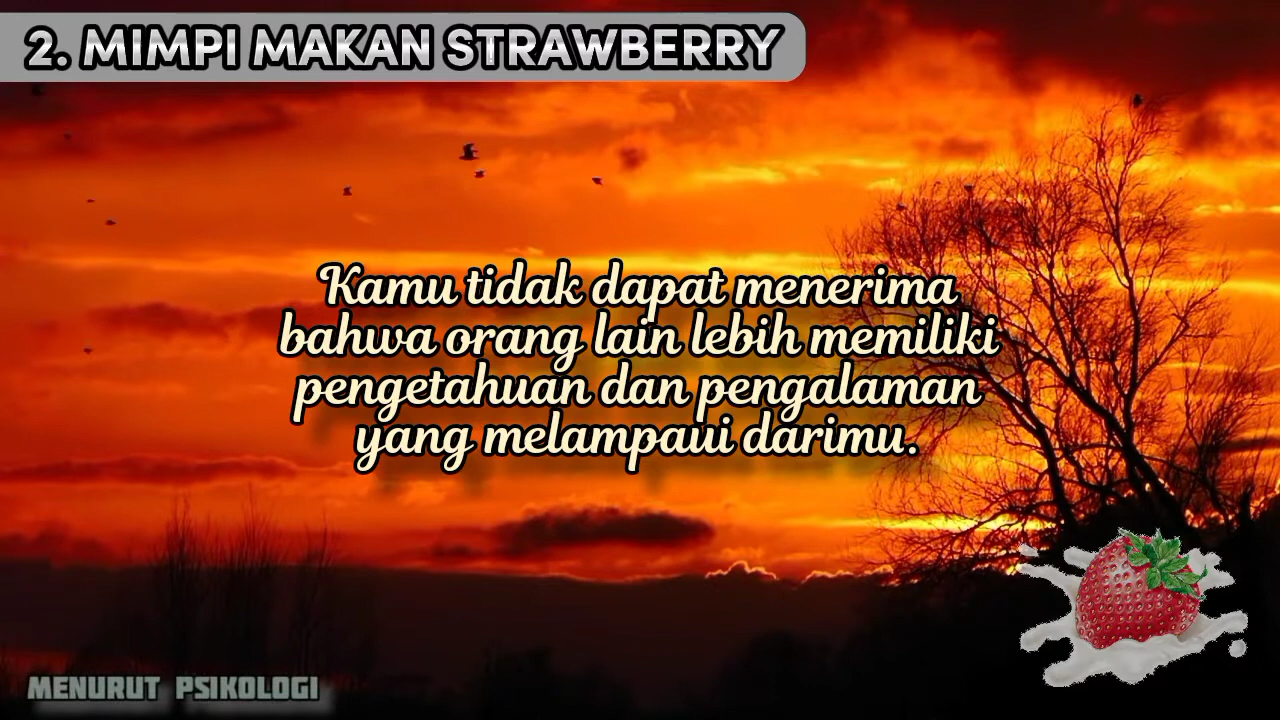 2. MIMPI MAKAN STRAWBERRY
Kamu tidak dapat menerima
bahwa orang lain lebih memiliki
pengetahuan dan pengalaman
yang melampaui darimu.
MENURUT PSIKOLOGI